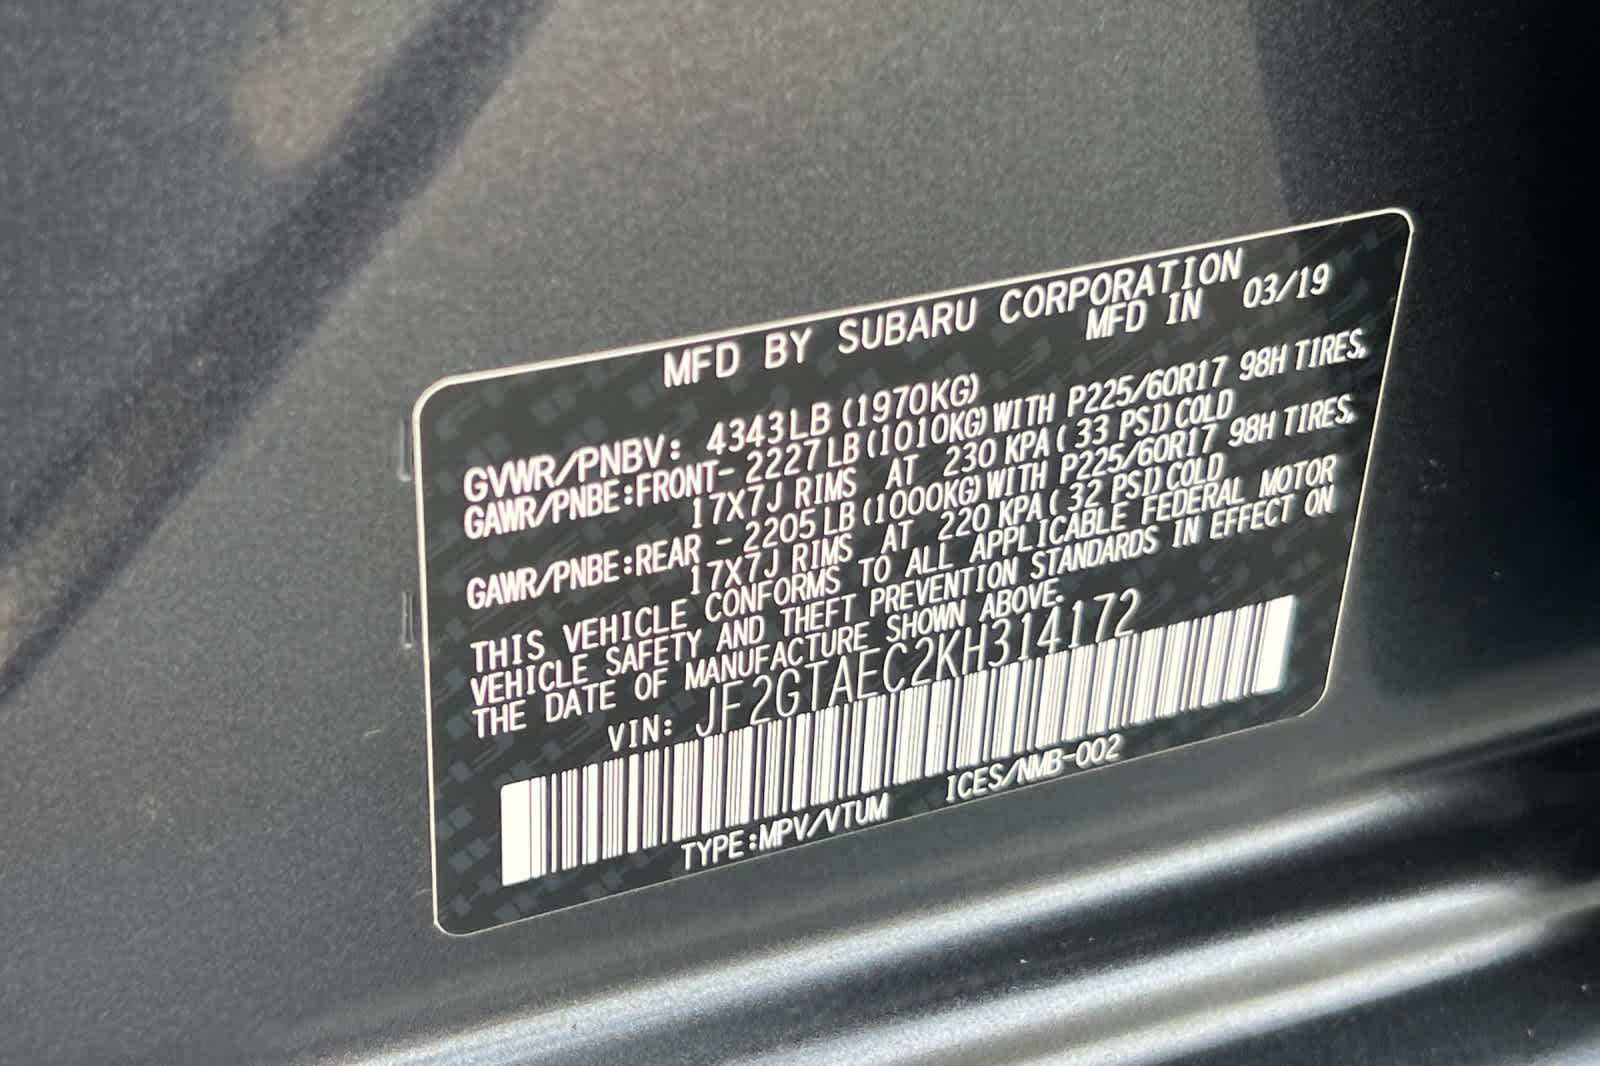 MFD BY SUBARU CORPORATION
MFD IN 03/19
GVWR/PNBV: 4343LB (1970KG)
GAWR/PNBE:FRONT- 2227LB (1010KG) WITH P225/60R17 98H TIRES,
17X7J RIMS AT 230 KPA ( 33 PSI) COLD
GAWR/PNBE:REAR - 2205LB (1000KG) WITH P225/60R17 98H TIRES,
17X7J RIMS AT 220 KPA ( 32 PSI) COLD
THIS VEHICLE CONFORMS TO ALL APPLICABLE FEDERAL MOTOR
VEHICLE SAFETY AND THEFT PREVENTION STANDARDS IN EFFECT ON
THE DATE OF MANUFACTURE SHOWN ABOVE.
VIN: JF2GTAEC2KH314172
TYPE:MPV/VTUM ICES/NMB-002